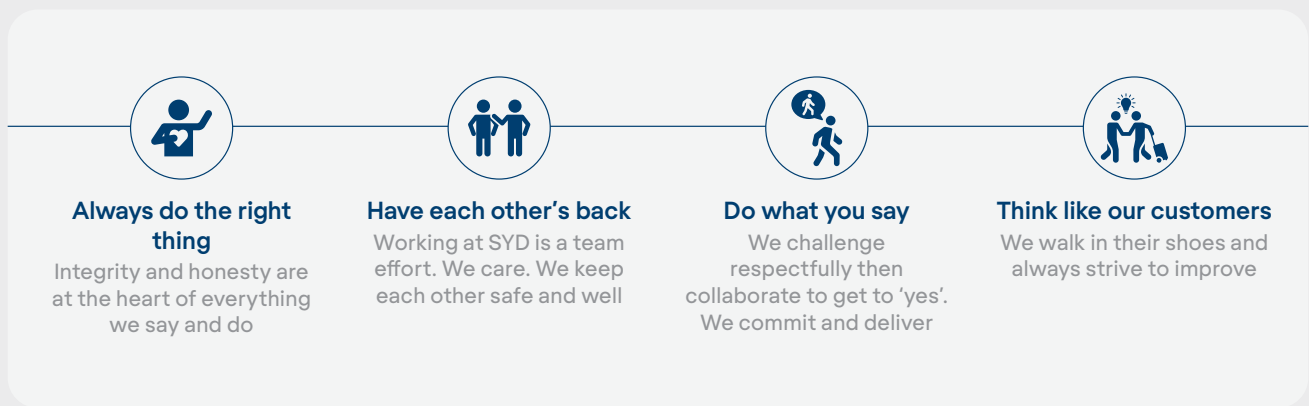 Always do the right
thing
Integrity and honesty are
at the heart of everything
we say and do
Have each other’s back
Working at SYD is a team
effort. We care. We keep
each other safe and well
Do what you say
We challenge
respectfully then
collaborate to get to ‘yes’.
We commit and deliver
Think like our customers
We walk in their shoes and
always strive to improve